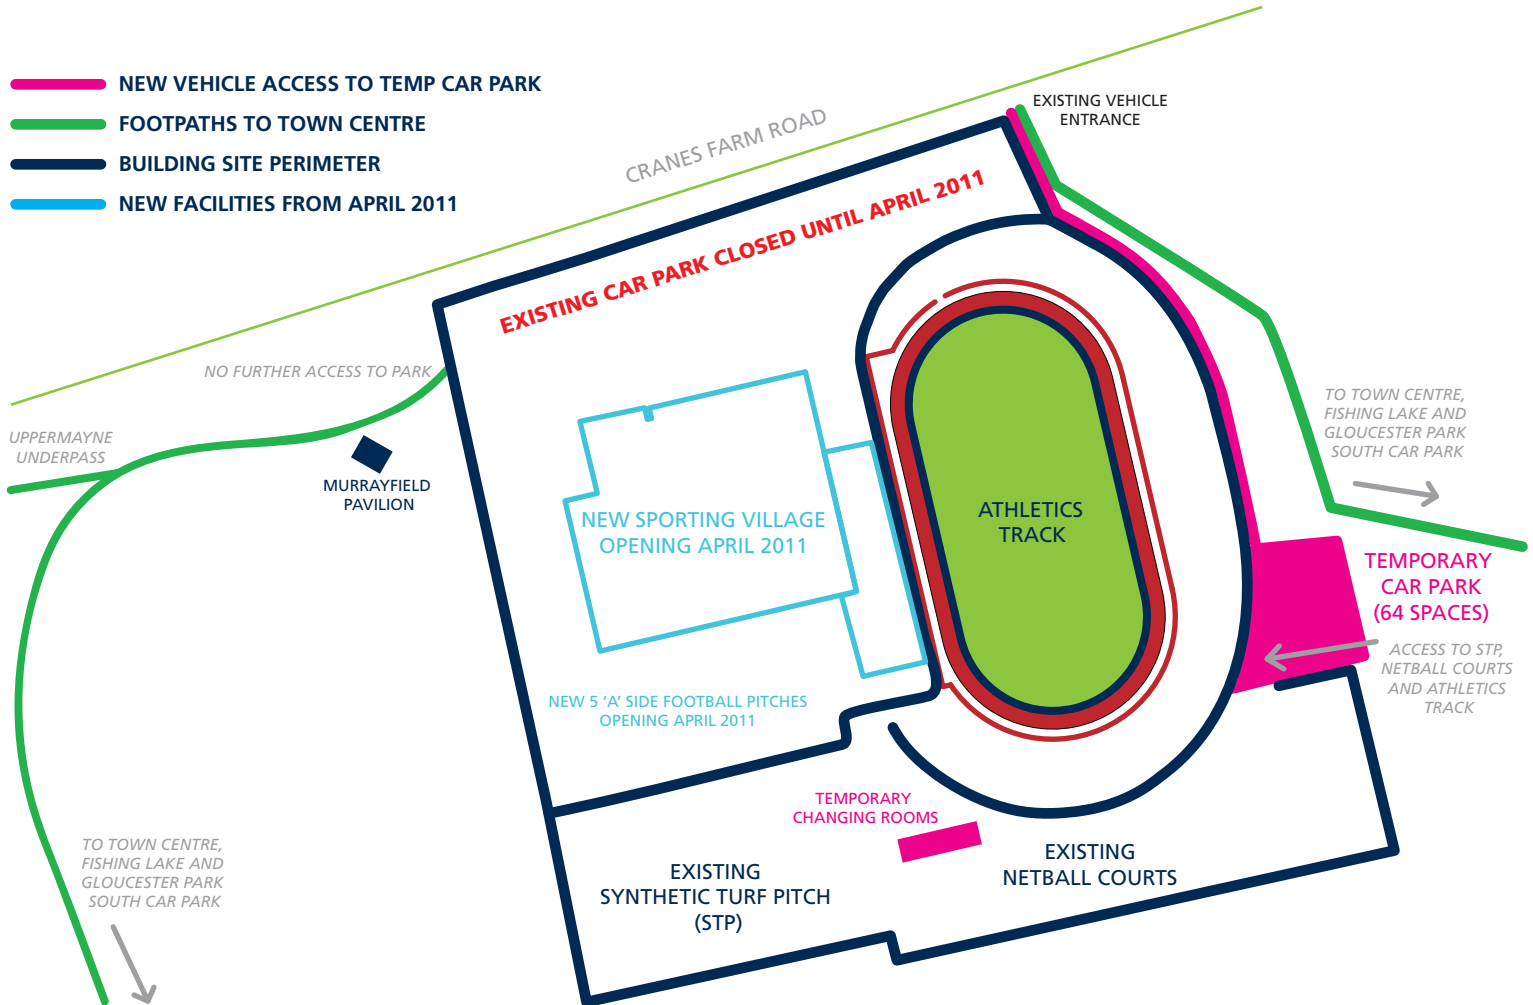 NEW VEHICLE ACCESS TO TEMP CAR PARK
FOOTPATHS TO TOWN CENTRE
BUILDING SITE PERIMETER
NEW FACILITIES FROM APRIL 2011
CRANES FARM ROAD
EXISTING VEHICLE
ENTRANCE
EXISTING CAR PARK CLOSED UNTIL APRIL 2011
NO FURTHER ACCESS TO PARK
UPPERMAYNE
UNDERPASS
MURRAYFIELD
PAVILION
TO TOWN CENTRE,
FISHING LAKE AND
GLOUCESTER PARK
SOUTH CAR PARK
NEW SPORTING VILLAGE
OPENING APRIL 2011
ATHLETICS
TRACK
TEMPORARY
CAR PARK
(64 SPACES)
ACCESS TO STP,
NETBALL COURTS
AND ATHLETICS
TRACK
NEW 5 ‘A’ SIDE FOOTBALL PITCHES
OPENING APRIL 2011
TEMPORARY
CHANGING ROOMS
EXISTING
NETBALL COURTS
EXISTING
SYNTHETIC TURF PITCH
(STP)
TO TOWN CENTRE,
FISHING LAKE AND
GLOUCESTER PARK
SOUTH CAR PARK